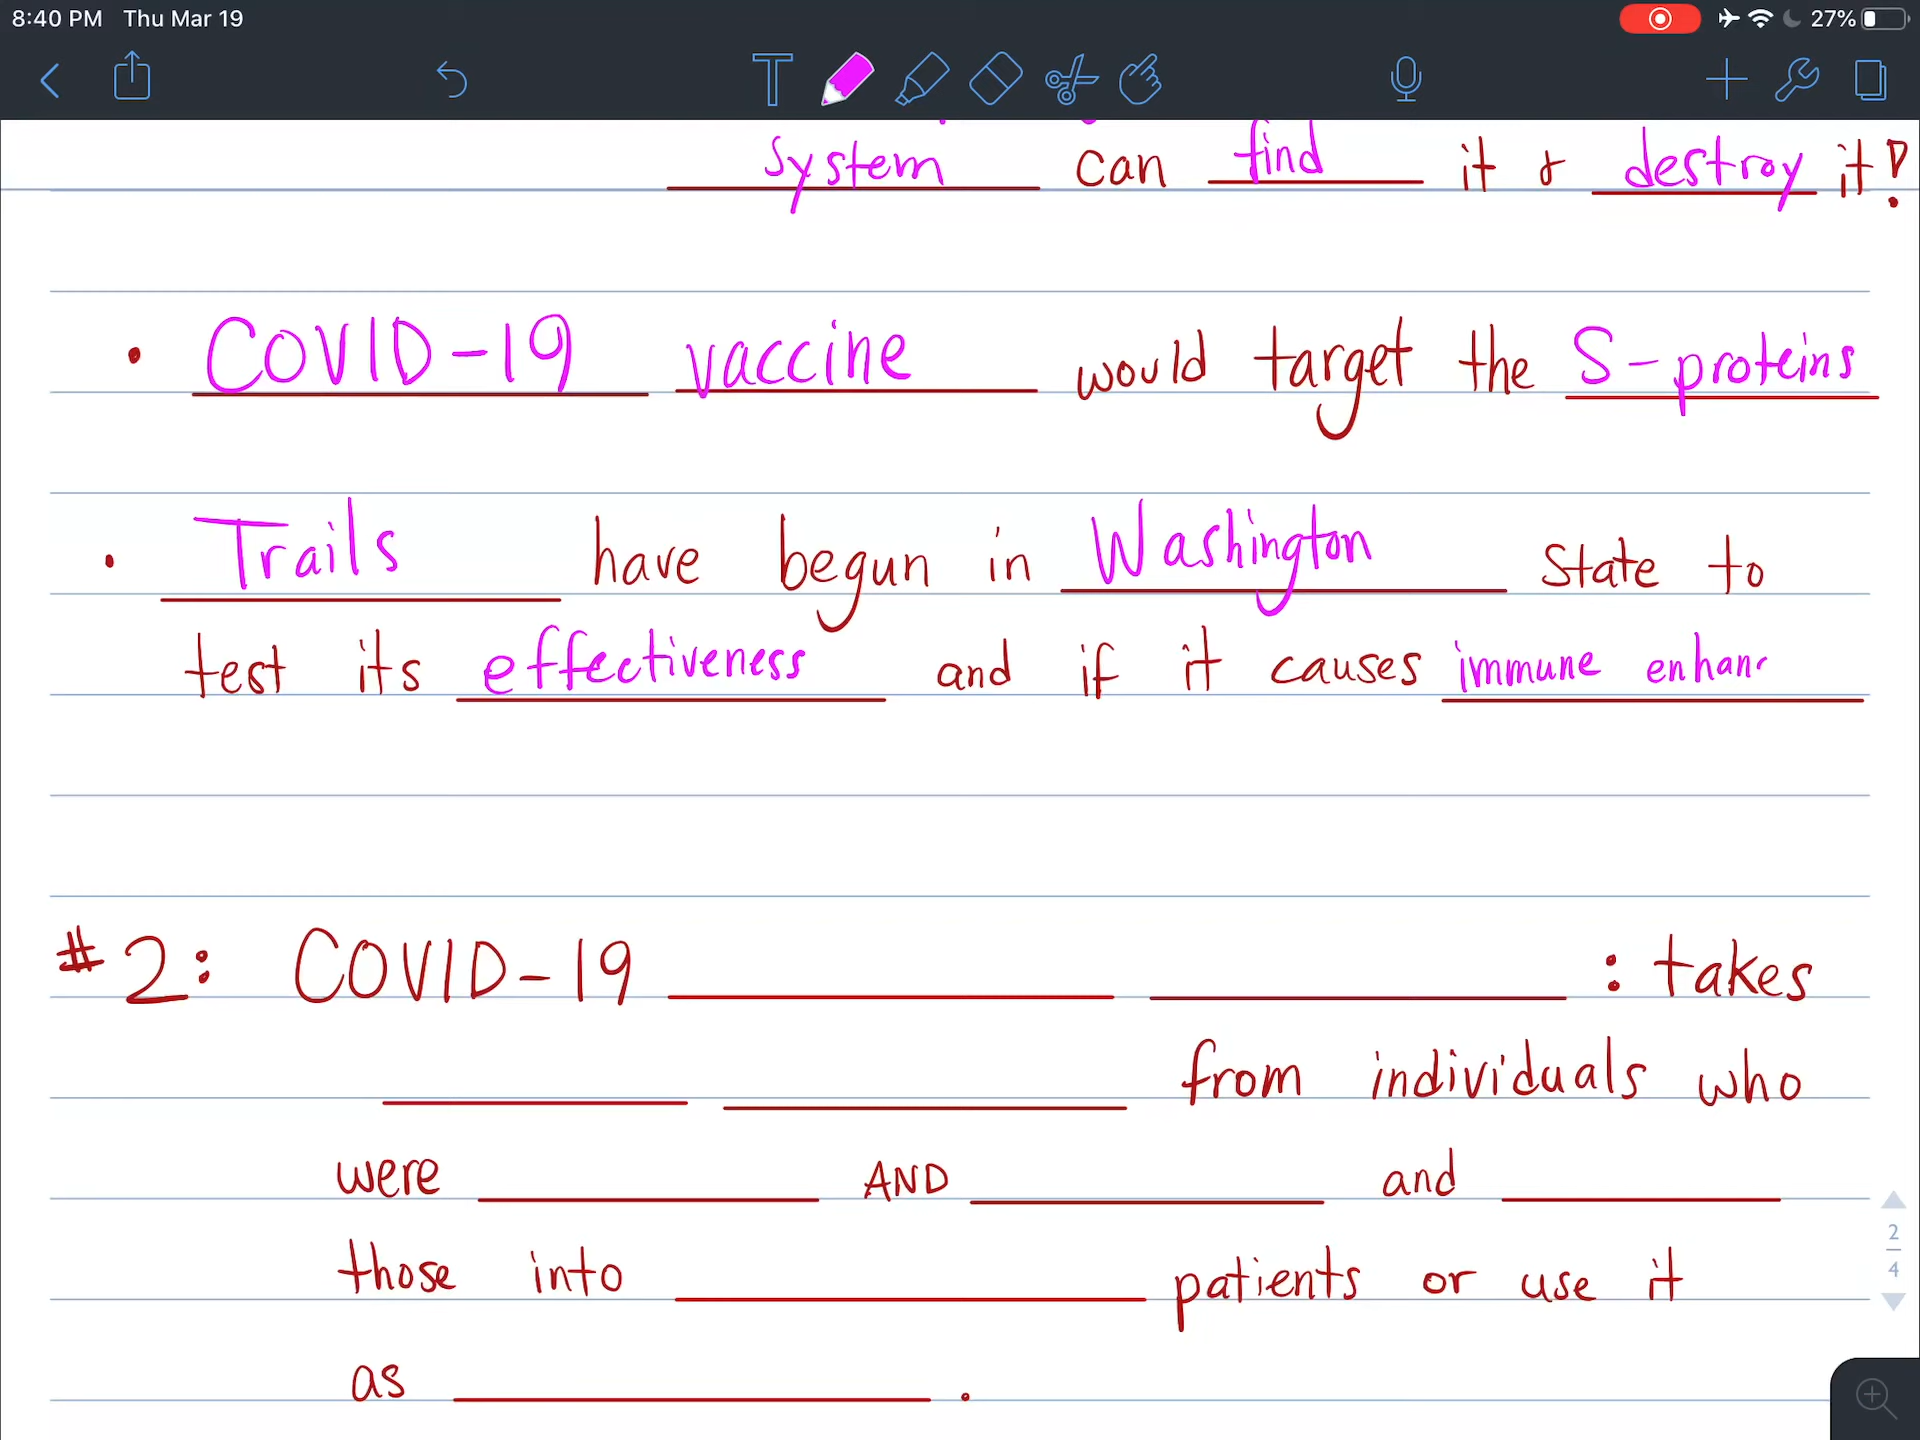 8:40 PM Thu Mar 19 27%
T
system can find it & destroy it!
• COVID-19 vaccine would target the S-proteins
• Trails have begun in Washington State to
test its effectiveness and if it causes immune enhanc
#2: COVID-19 : takes
from individuals who
were AND and
those into patients or use it
as .
2
4